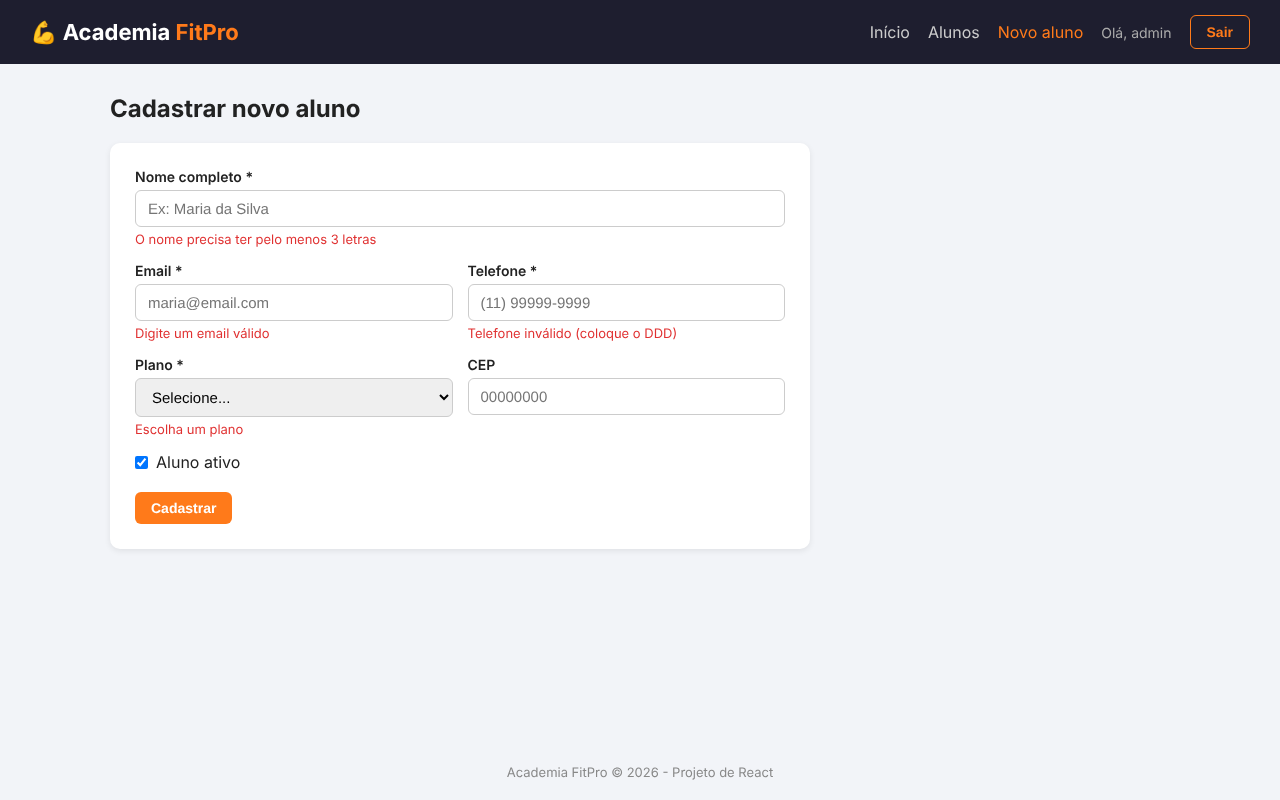 💪 Academia FitPro
Início Alunos Novo aluno Olá, admin Sair
Cadastrar novo aluno
Nome completo *
Ex: Maria da Silva
O nome precisa ter pelo menos 3 letras
Email * Telefone *
maria@email.com (11) 99999-9999
Digite um email válido Telefone inválido (coloque o DDD)
Plano * CEP
Selecione... 00000000
Escolha um plano
Aluno ativo
Cadastrar
Academia FitPro © 2026 - Projeto de React